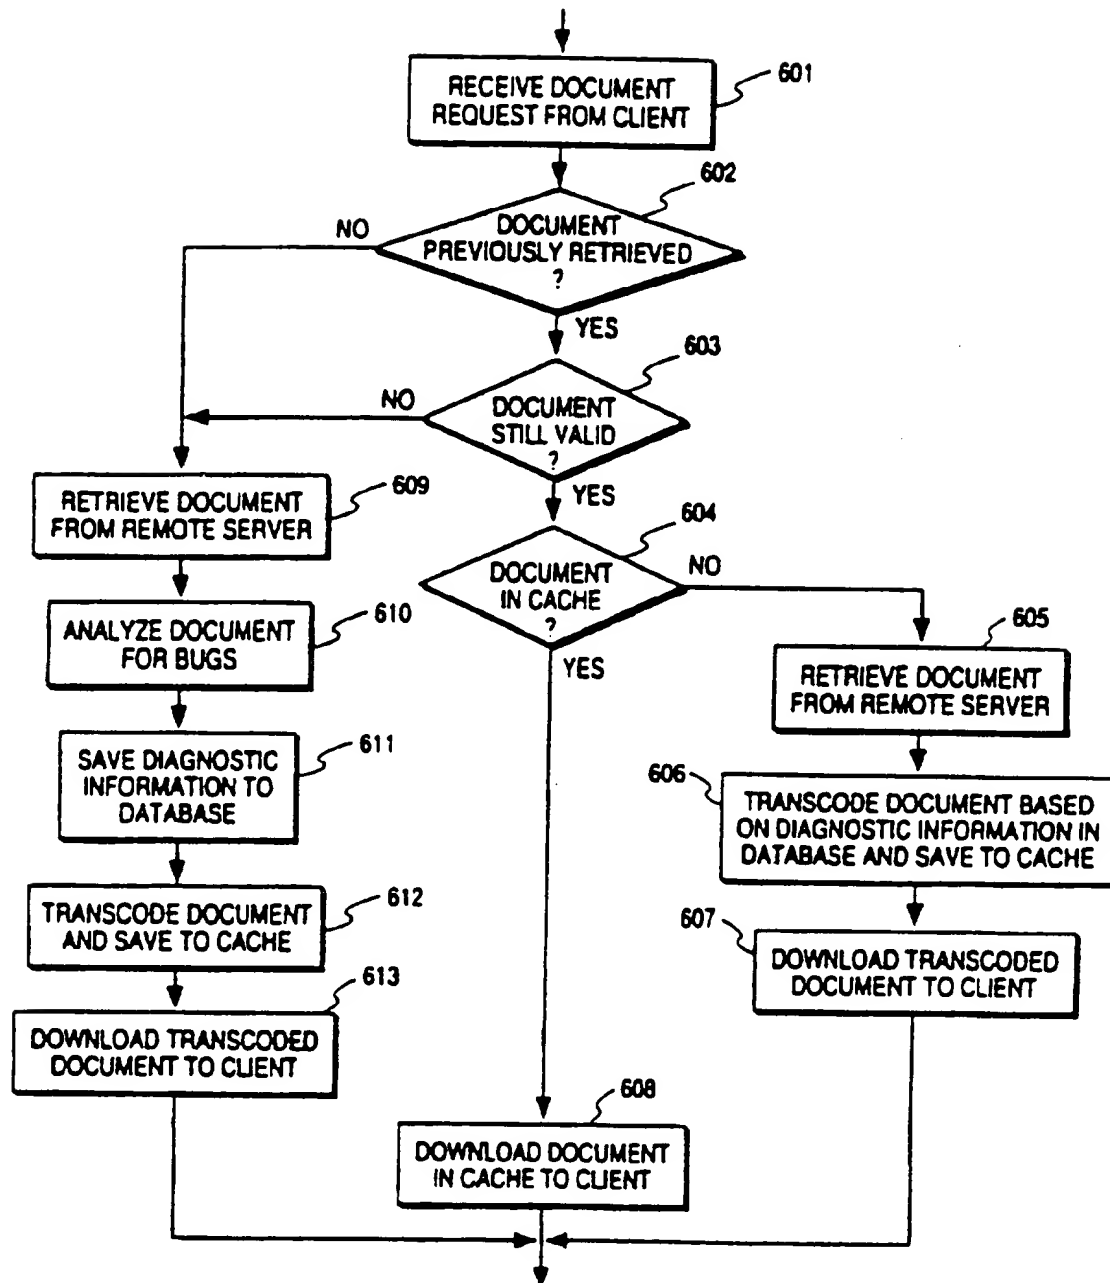 RECEIVE DOCUMENT
REQUEST FROM CLIENT
601
602
DOCUMENT
PREVIOUSLY RETRIEVED
?
NO
YES
603
DOCUMENT
STILL VALID
?
NO
YES
609
RETRIEVE DOCUMENT
FROM REMOTE SERVER
604
DOCUMENT
IN CACHE
?
NO
YES
610
ANALYZE DOCUMENT
FOR BUGS
605
RETRIEVE DOCUMENT
FROM REMOTE SERVER
611
SAVE DIAGNOSTIC
INFORMATION TO
DATABASE
606
TRANSCODE DOCUMENT BASED
ON DIAGNOSTIC INFORMATION IN
DATABASE AND SAVE TO CACHE
612
TRANSCODE DOCUMENT
AND SAVE TO CACHE
607
DOWNLOAD TRANSCODED
DOCUMENT TO CLIENT
613
DOWNLOAD TRANSCODED
DOCUMENT TO CLIENT
608
DOWNLOAD DOCUMENT
IN CACHE TO CLIENT